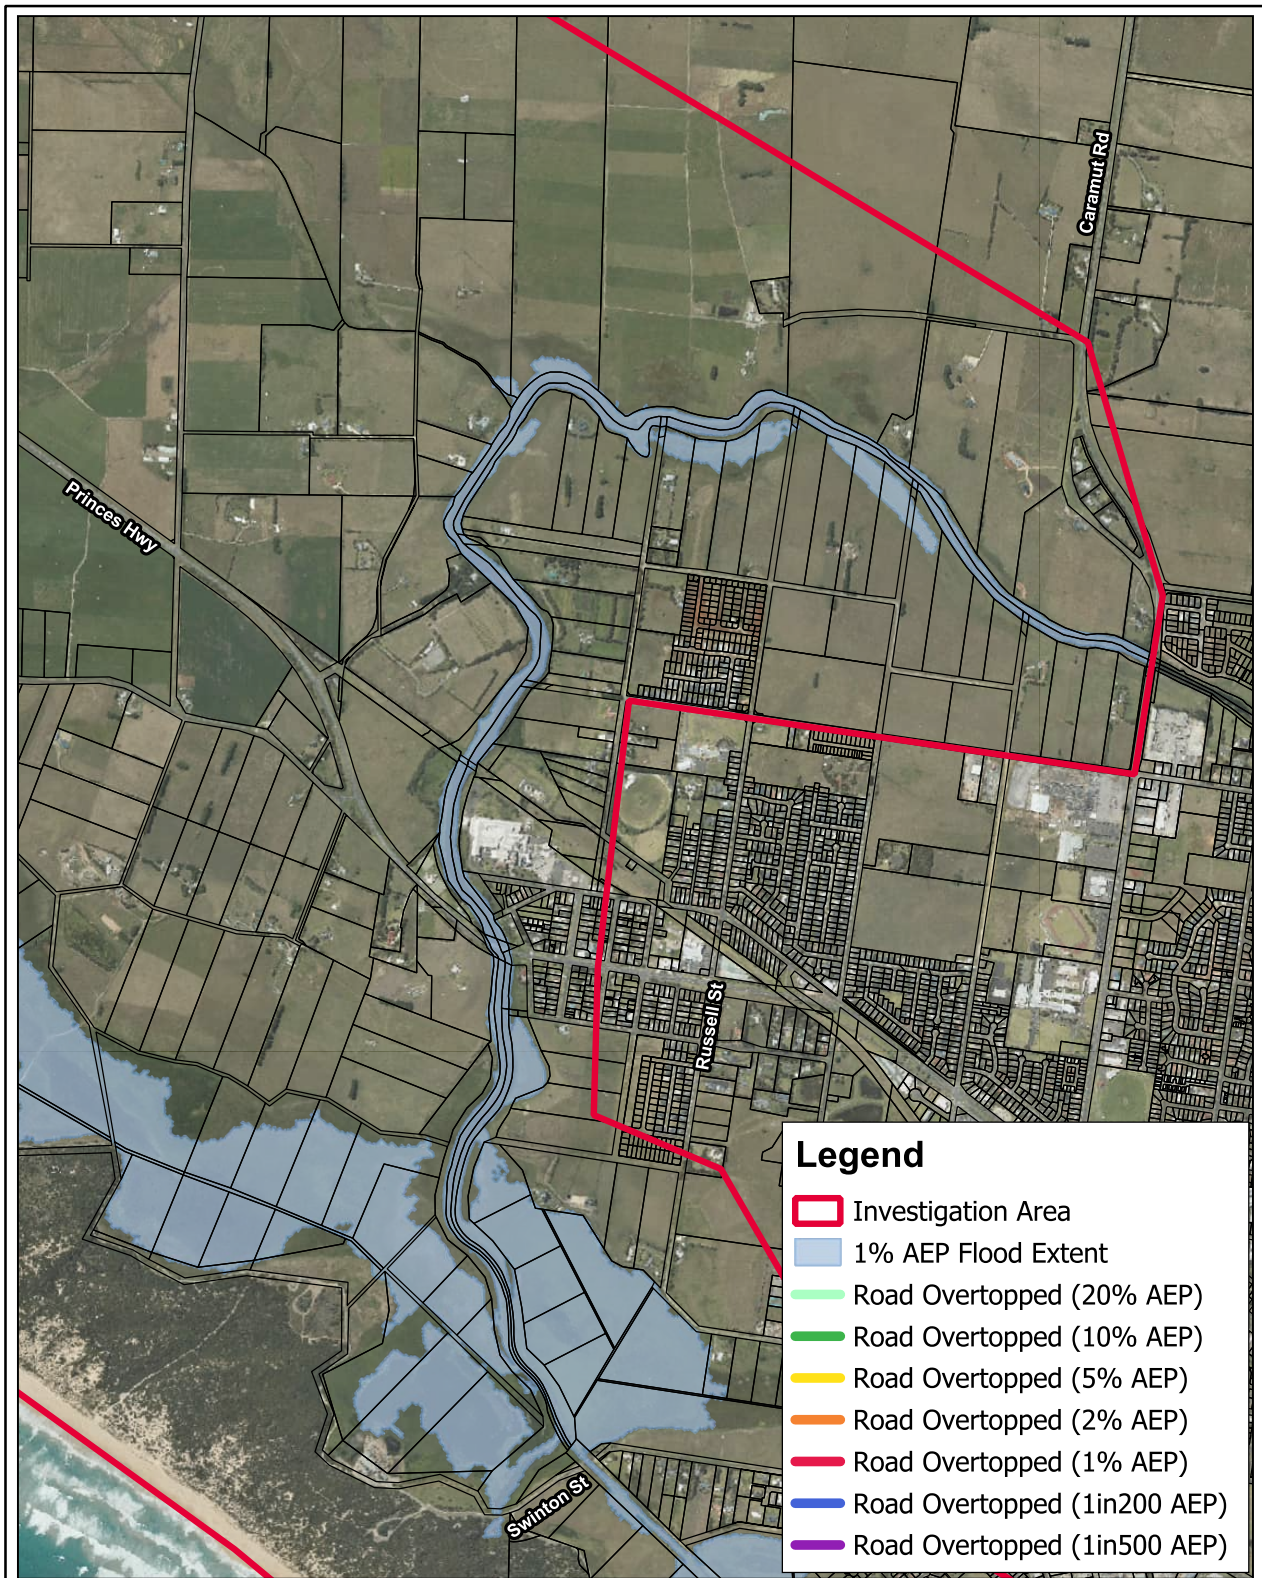 Caramut Rd
Princes Hwy
Russell St
Swinton St
Legend
Investigation Area
1% AEP Flood Extent
Road Overtopped (20% AEP)
Road Overtopped (10% AEP)
Road Overtopped (5% AEP)
Road Overtopped (2% AEP)
Road Overtopped (1% AEP)
Road Overtopped (1in200 AEP)
Road Overtopped (1in500 AEP)